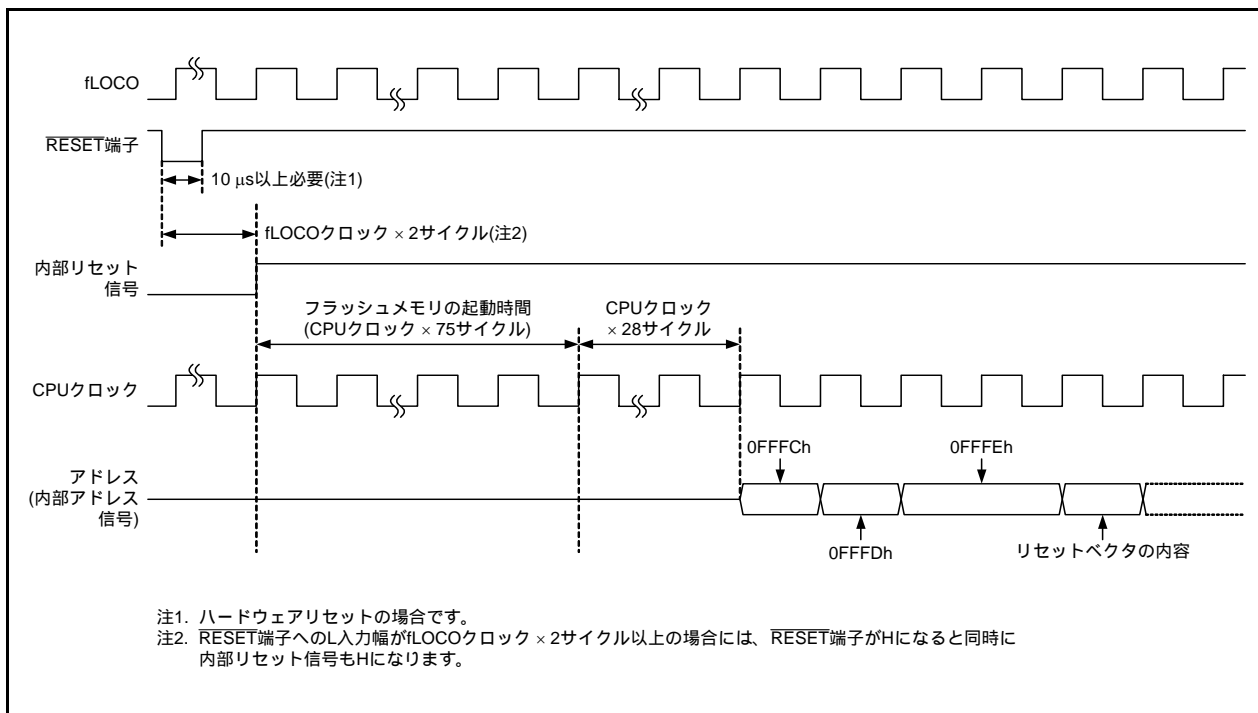 fLOCO
RESET端子
10 μs以上必要(注1)
fLOCOクロック × 2サイクル(注2)
内部リセット
信号
フラッシュメモリの起動時間
(CPUクロック × 75サイクル)
CPUクロック
× 28サイクル
CPUクロック
0FFFCh
0FFFEh
アドレス
(内部アドレス
信号)
0FFFDh
リセットベクタの内容
注1. ハードウェアリセットの場合です。
注2. RESET端子へのL入力幅がfLOCOクロック × 2サイクル以上の場合には、RESET端子がHになると同時に
内部リセット信号もHになります。